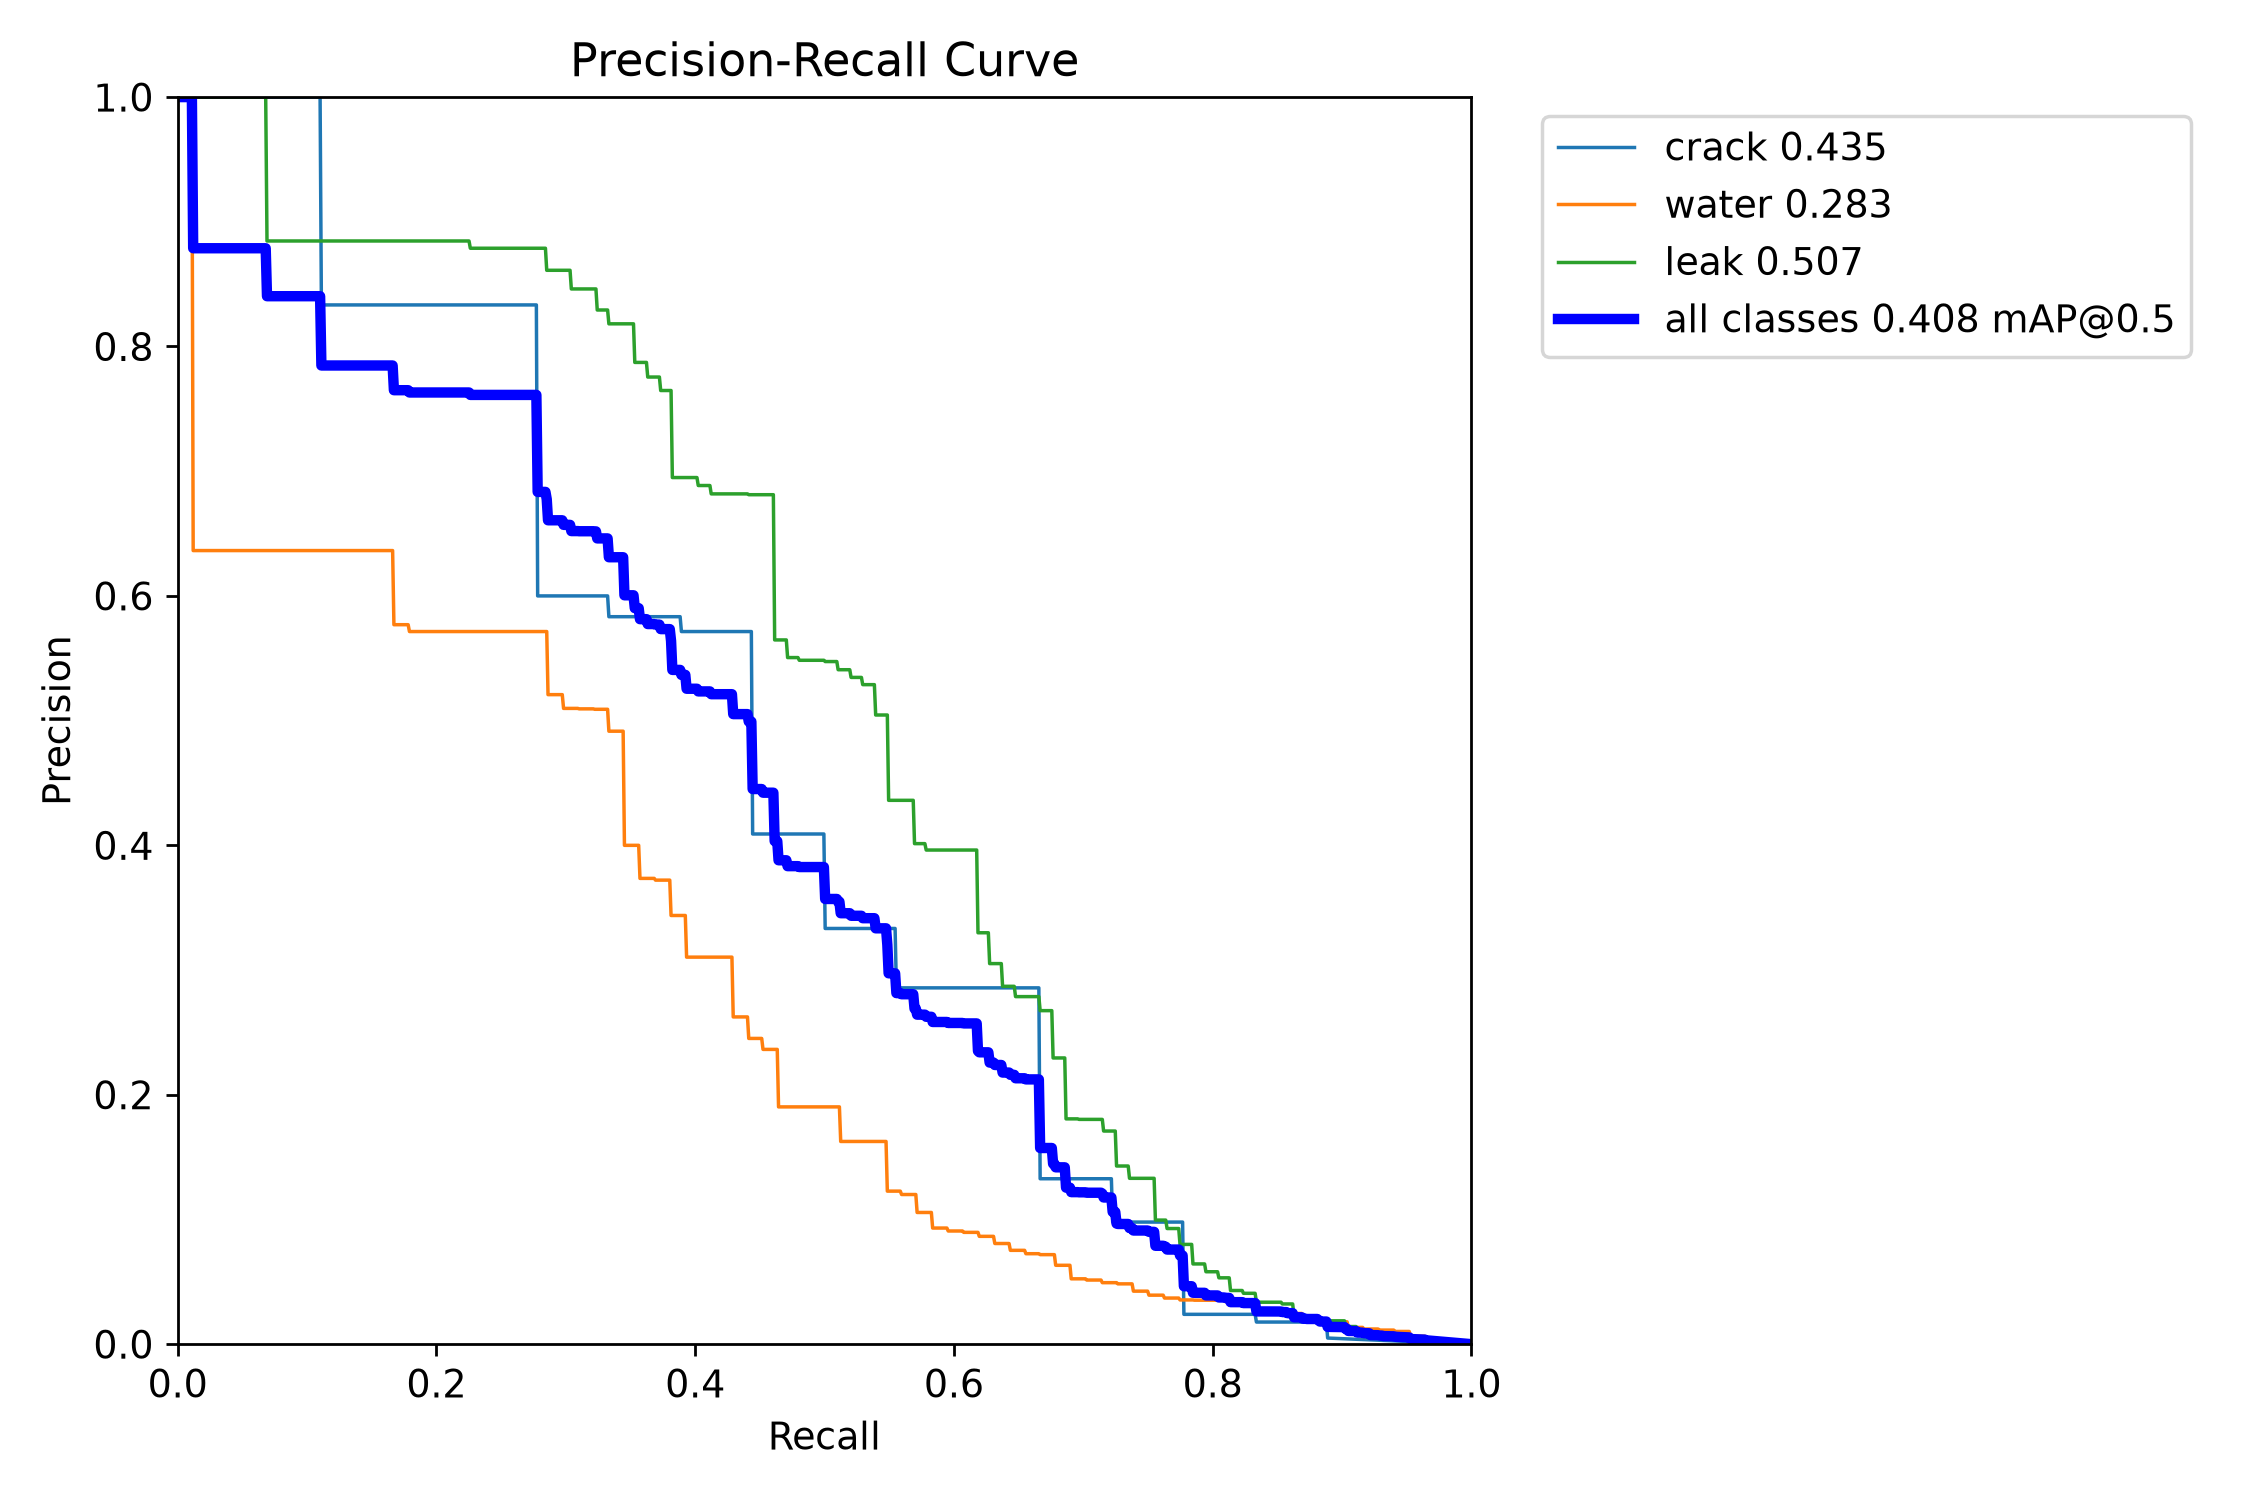 Precision-Recall Curve
crack 0.435
water 0.283
leak 0.507
all classes 0.408 mAP@0.5
Precision
1.0
0.8
0.6
0.4
0.2
0.0
0.0 0.2 0.4 0.6 0.8 1.0
Recall